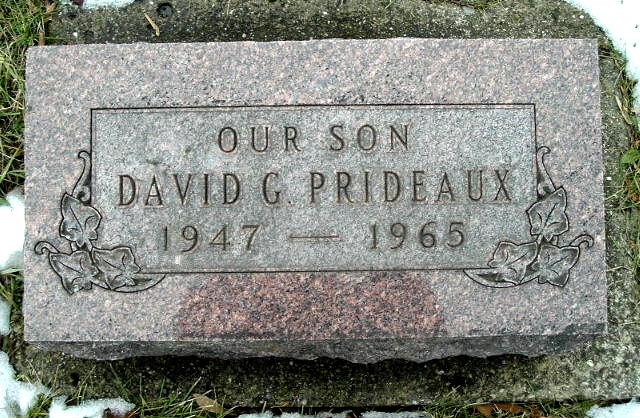 OUR SON
DAVID G. PRIDEAUX
1947 — 1965